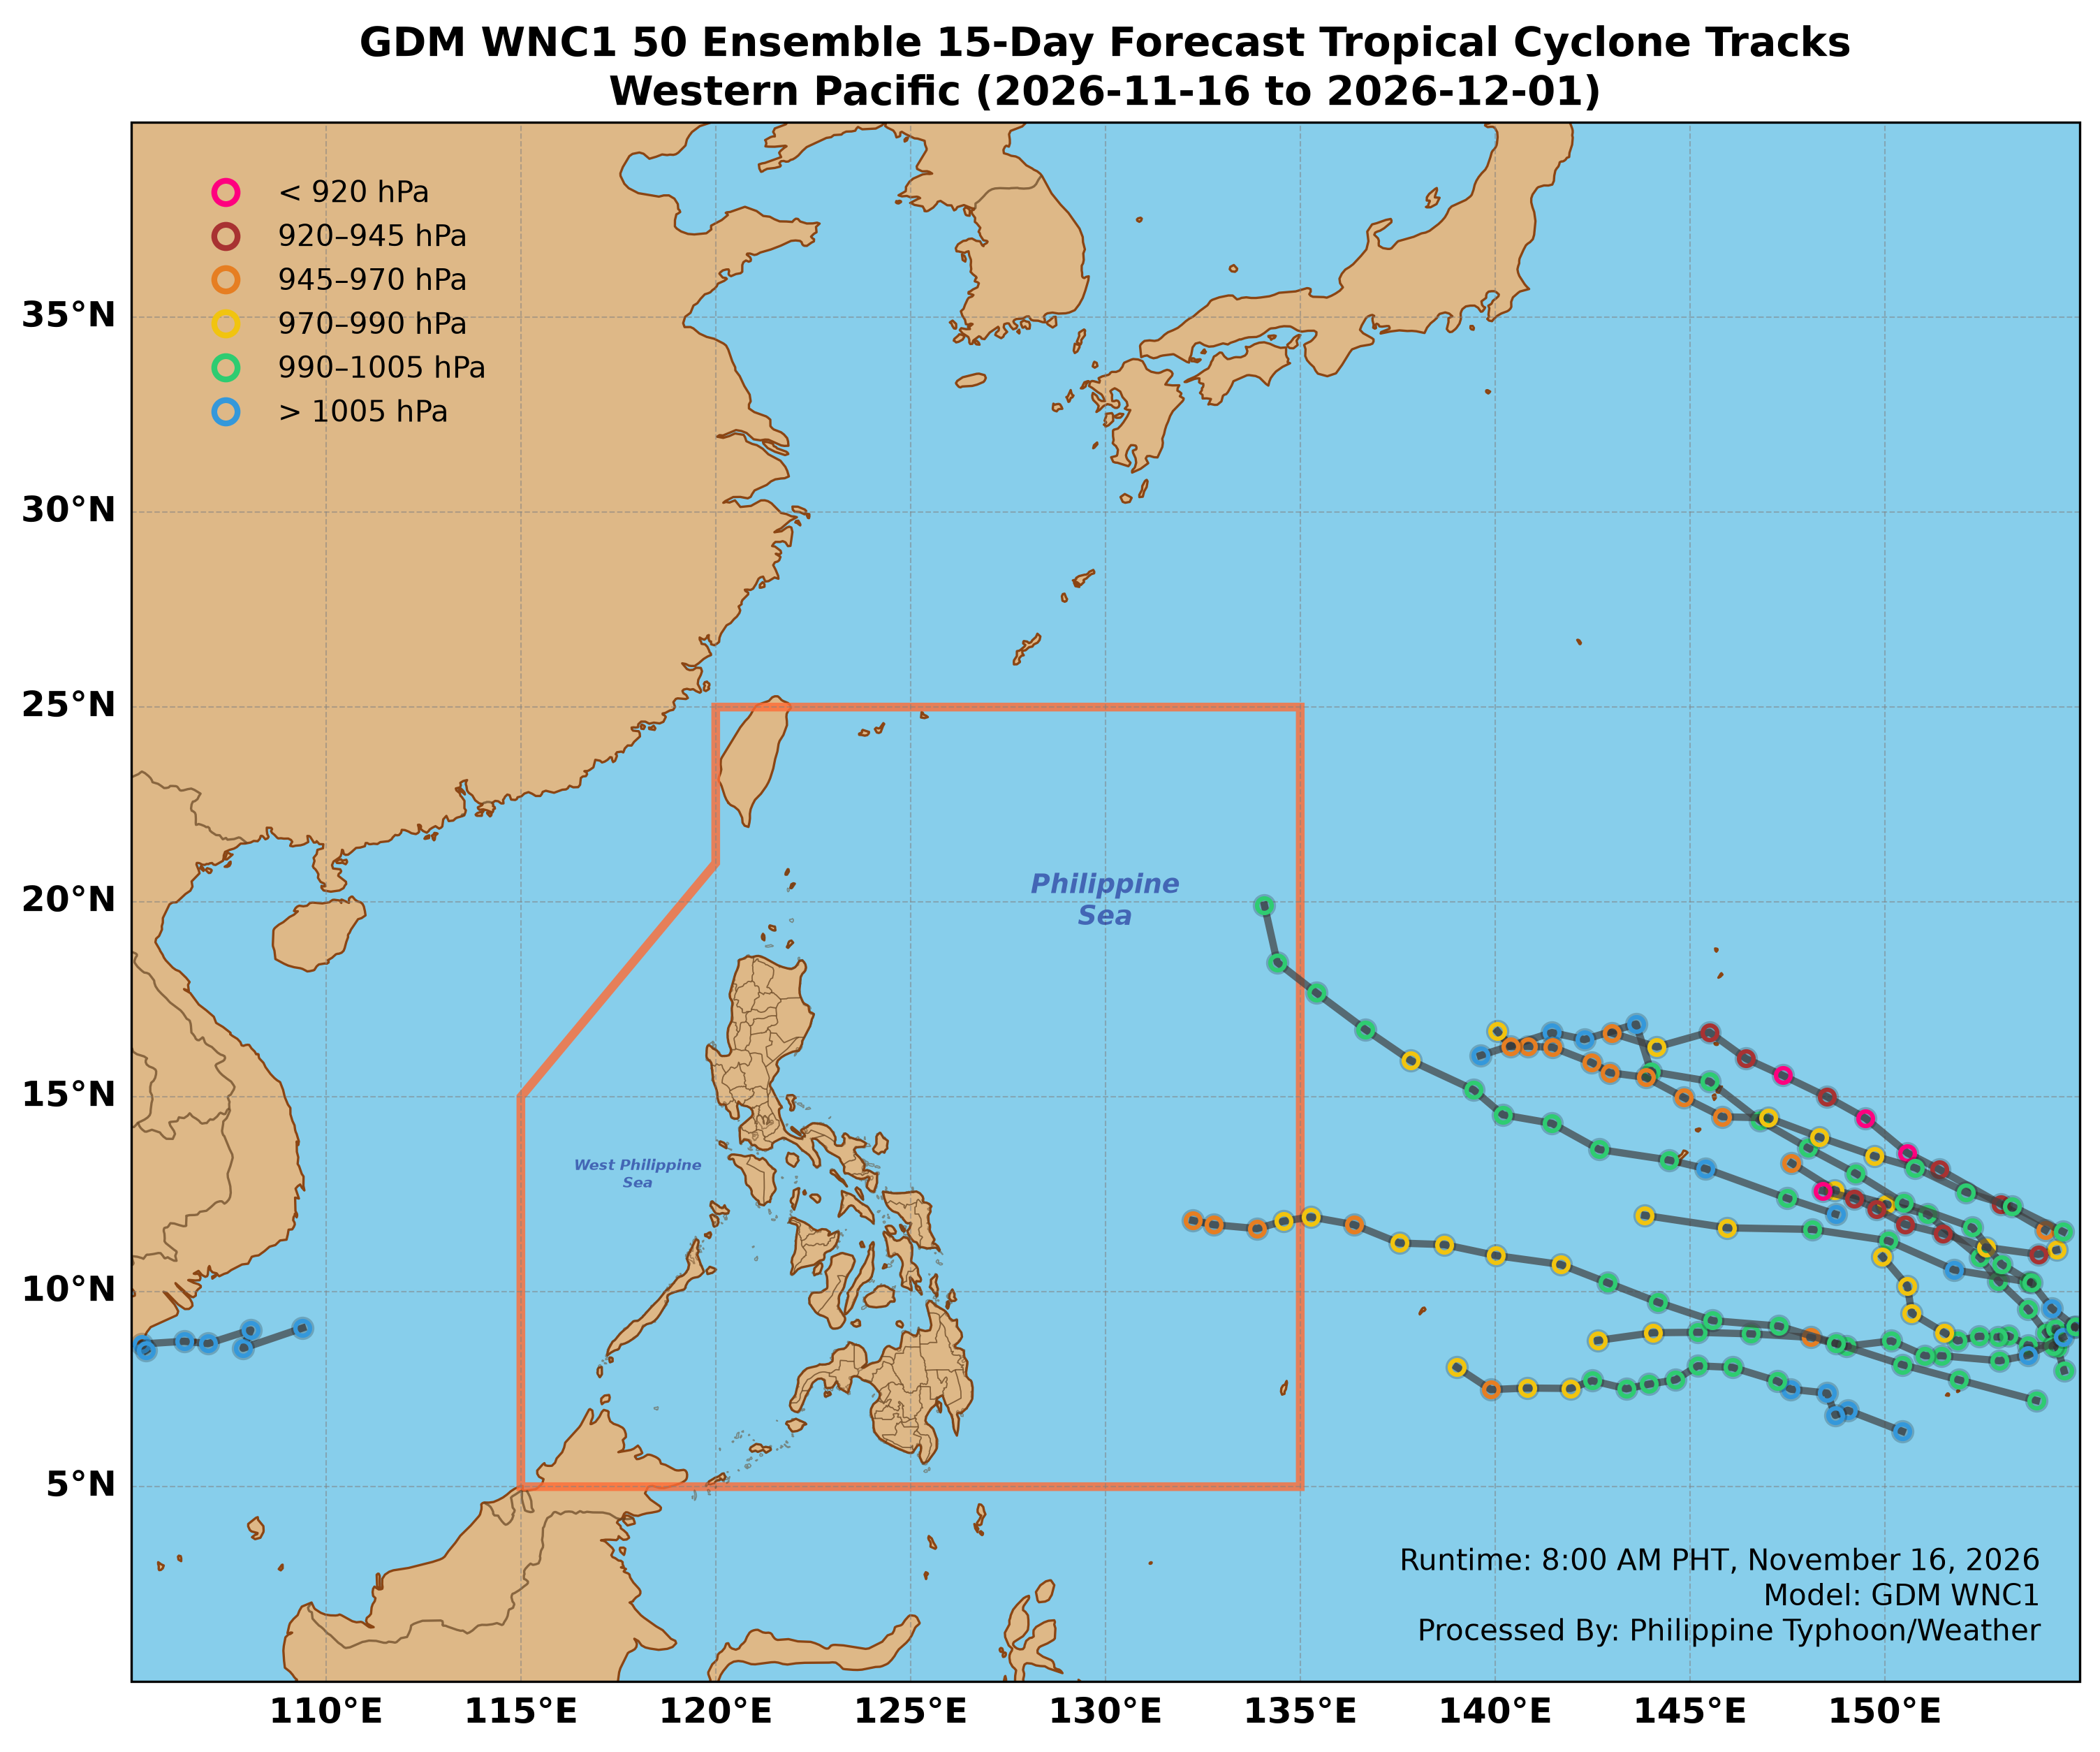 GDM WNC1 50 Ensemble 15-Day Forecast Tropical Cyclone Tracks
Western Pacific (2026-11-16 to 2026-12-01)
< 920 hPa
920–945 hPa
945–970 hPa
970–990 hPa
990–1005 hPa
> 1005 hPa
35°N
30°N
25°N
20°N
15°N
10°N
5°N
Philippine
Sea
West Philippine
Sea
Runtime: 8:00 AM PHT, November 16, 2026
Model: GDM WNC1
Processed By: Philippine Typhoon/Weather
110°E 115°E 120°E 125°E 130°E 135°E 140°E 145°E 150°E